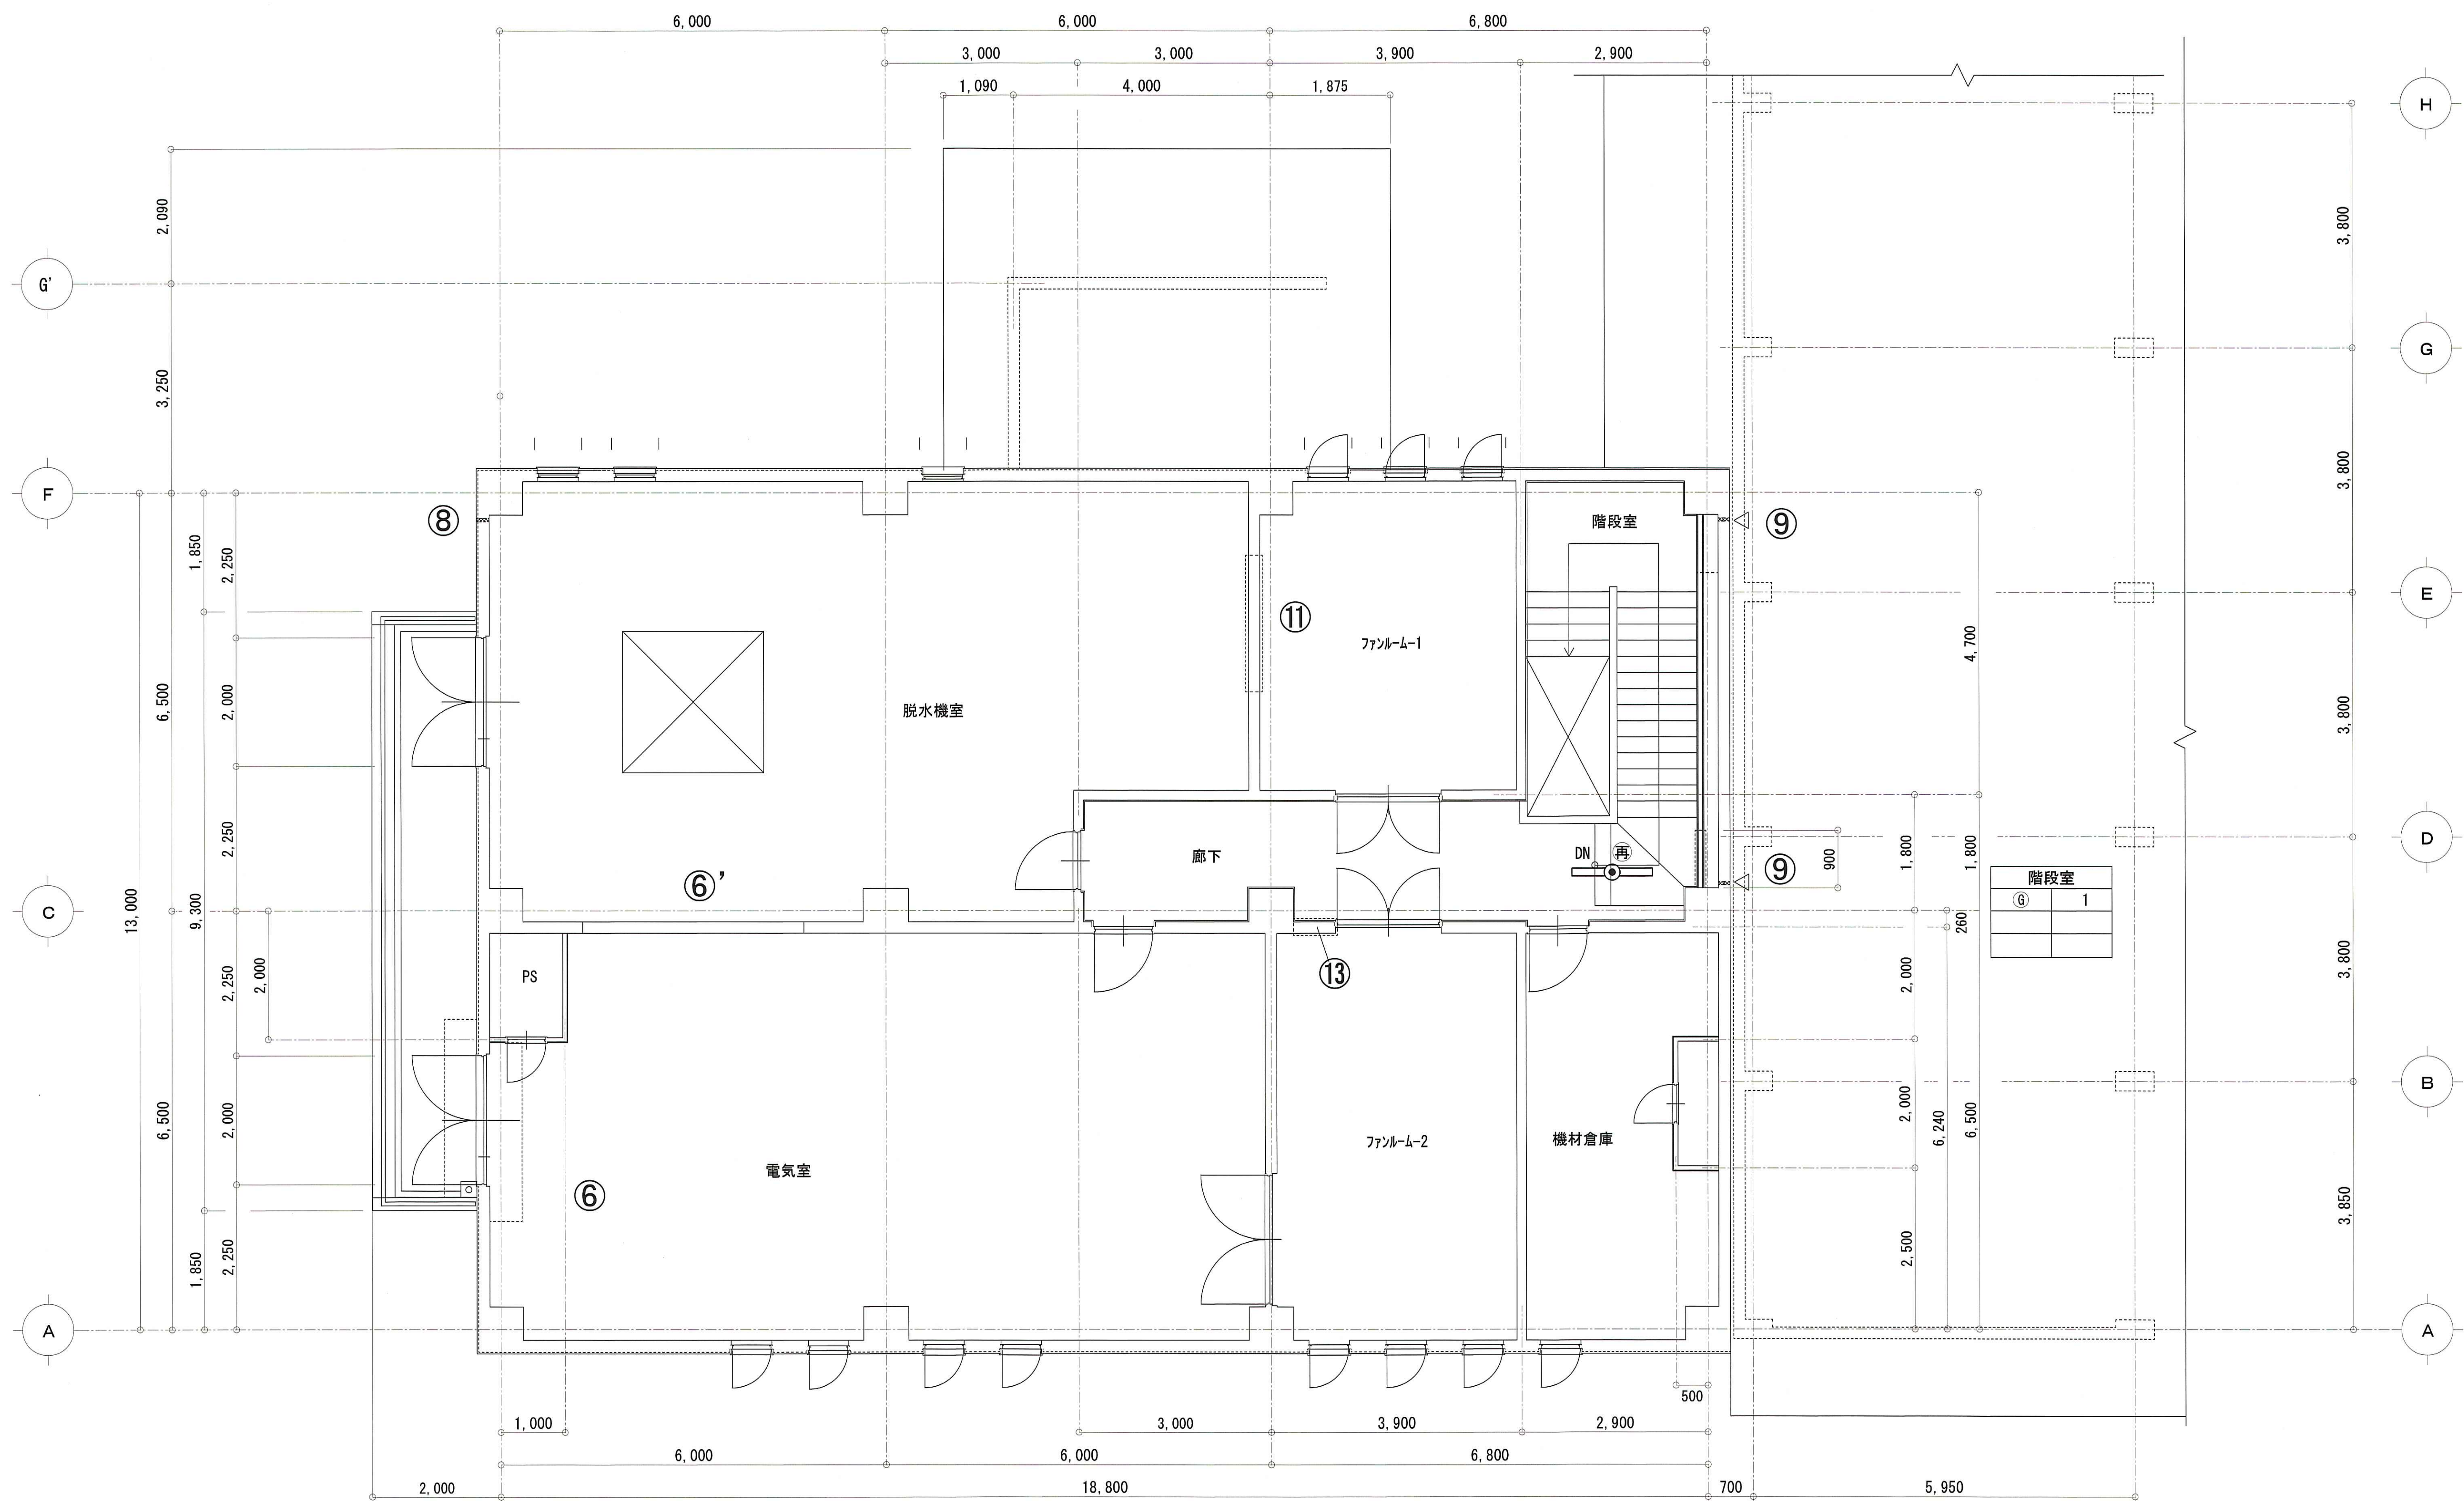 6,000 6,000 6,800
3,000 3,000 3,900 2,900
1,090 4,000 1,875
H
2,090
3,800
G'
G
3,250
3,800
F
⑧
階段室
⑨
1,850
2,250
E
⑪
ファンルーム-1
4,700
6,500
2,000
脱水機室
3,800
D
2,250
廊下
DN
再
1,800
1,800
900
⑥’
⑨
階段室
Ⓖ 1
C
13,000
9,300
260
2,250
2,000
PS
⑬
2,000
3,800
B
6,500
2,000
2,000
6,240
6,500
ファンルーム-2
機材倉庫
電気室
⑥
3,850
1,850
2,250
2,500
A
A
500
1,000 3,000 3,900 2,900
6,000 6,000 6,800
2,000 18,800 700 5,950